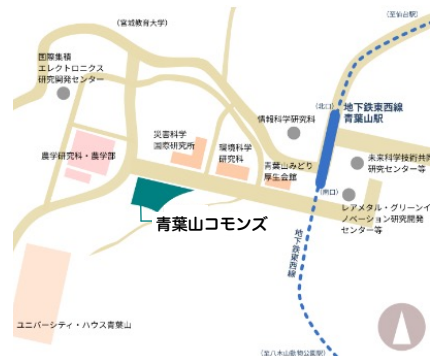 (至仙台駅)
(宮城教育大学)
国際集積
エレクトロニクス
研究開発センター
(北口)
地下鉄東西線
青葉山駅
情報科学研究科
災害科学
国際研究所
環境科学
研究科
農学研究科・農学部
青葉山みどり
厚生会館
未来科学技術共同
研究センター等
(南口)
レアメタル・グリーンイ
ノベーション研究開発
センター等
青葉山コモンズ
地下鉄東西線
ユニバーシティ・ハウス青葉山
(至八木山動物公園駅)